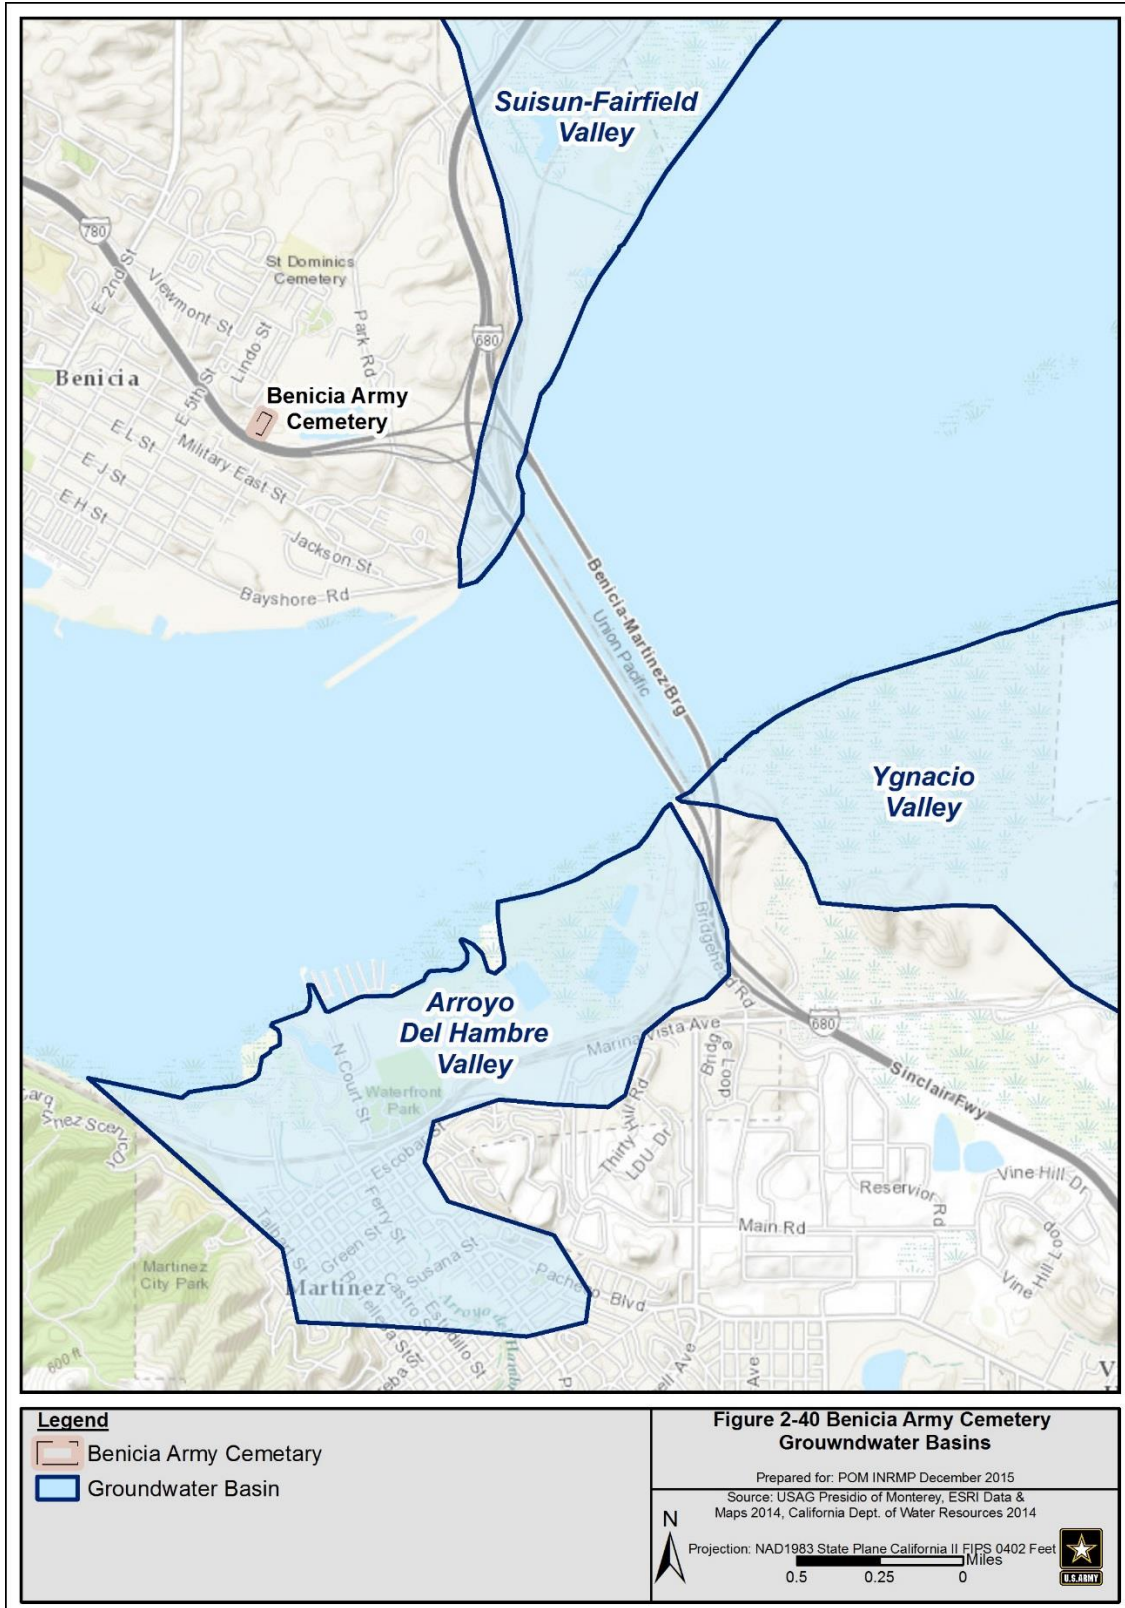 Suisun-Fairfield
Valley
780
E 2nd St
Viewmont St
St Dominics
Cemetery
Lindo St
Park Rd
680
Benicia
E 5th St
Benicia Army
Cemetery
E L St
Military East St
E J St
E H St
Jackson St
Bayshore Rd
Benicia-Martinez Brg
Union Pacific
Ygnacio
Valley
Bridgehead Rd
Arroyo
Del Hambre
Valley
Marina Vista Ave
680
N Court St
Waterfront
Park
Bridg
e Loop
Sinclair Fwy
Escobar St
Thirty Hill Rd
LDU Dr
Vine Hill Dr
Reservior Rd
Ferry St
Main Rd
Green St
Susana St
Vine Hill Loop
Martinez
City Park
Martinez
Castro St
Pacheco Blvd
Estudillo St
600 ft
Ave
P
V
Legend
Benicia Army Cemetary
Groundwater Basin
Figure 2-40 Benicia Army Cemetery
Grouwndwater Basins
Prepared for: POM INRMP December 2015
Source: USAG Presidio of Monterey, ESRI Data &
Maps 2014, California Dept. of Water Resources 2014
N
Projection: NAD1983 State Plane California II FIPS 0402 Feet
Miles
0.5 0.25 0
U.S.ARMY